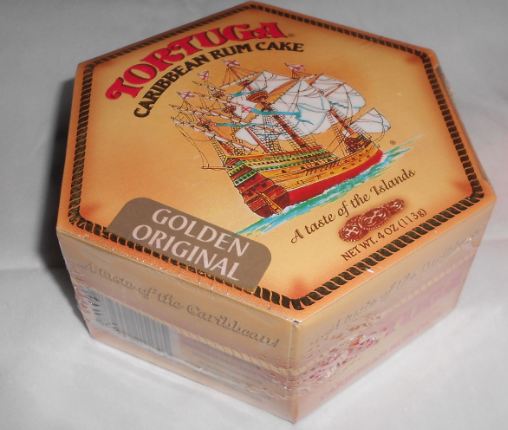 TORTUGA
CARIBBEAN RUM CAKE
A taste of the Islands
NET WT. 4 OZ (113g)
GOLDEN
ORIGINAL
A taste of the Caribbean